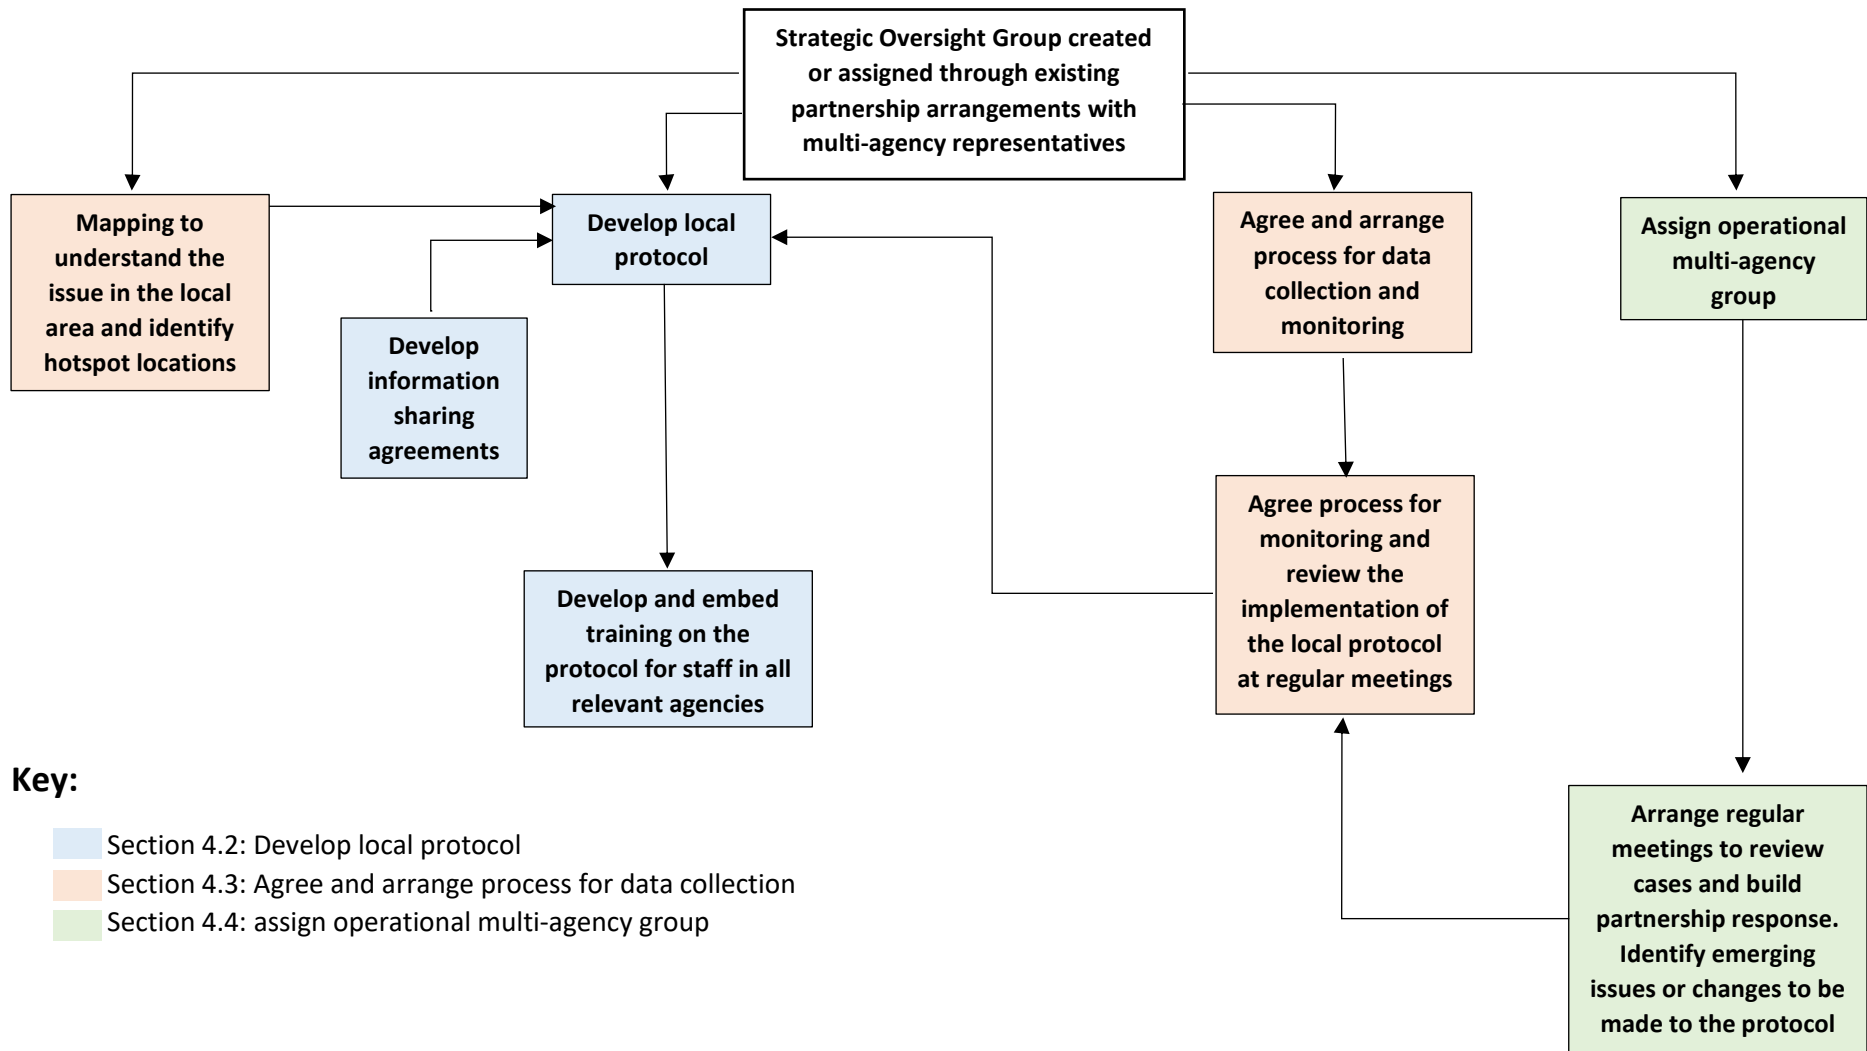 Strategic Oversight Group created
or assigned through existing
partnership arrangements with
multi-agency representatives
Mapping to
understand the
issue in the local
area and identify
hotspot locations
Develop local
protocol
Agree and arrange
process for data
collection and
monitoring
Assign operational
multi-agency
group
Develop
information
sharing
agreements
Agree process for
monitoring and
review the
implementation of
the local protocol
at regular meetings
Develop and embed
training on the
protocol for staff in all
relevant agencies
Arrange regular
meetings to review
cases and build
partnership response.
Identify emerging
issues or changes to be
made to the protocol
Key:
Section 4.2: Develop local protocol
Section 4.3: Agree and arrange process for data collection
Section 4.4: assign operational multi-agency group